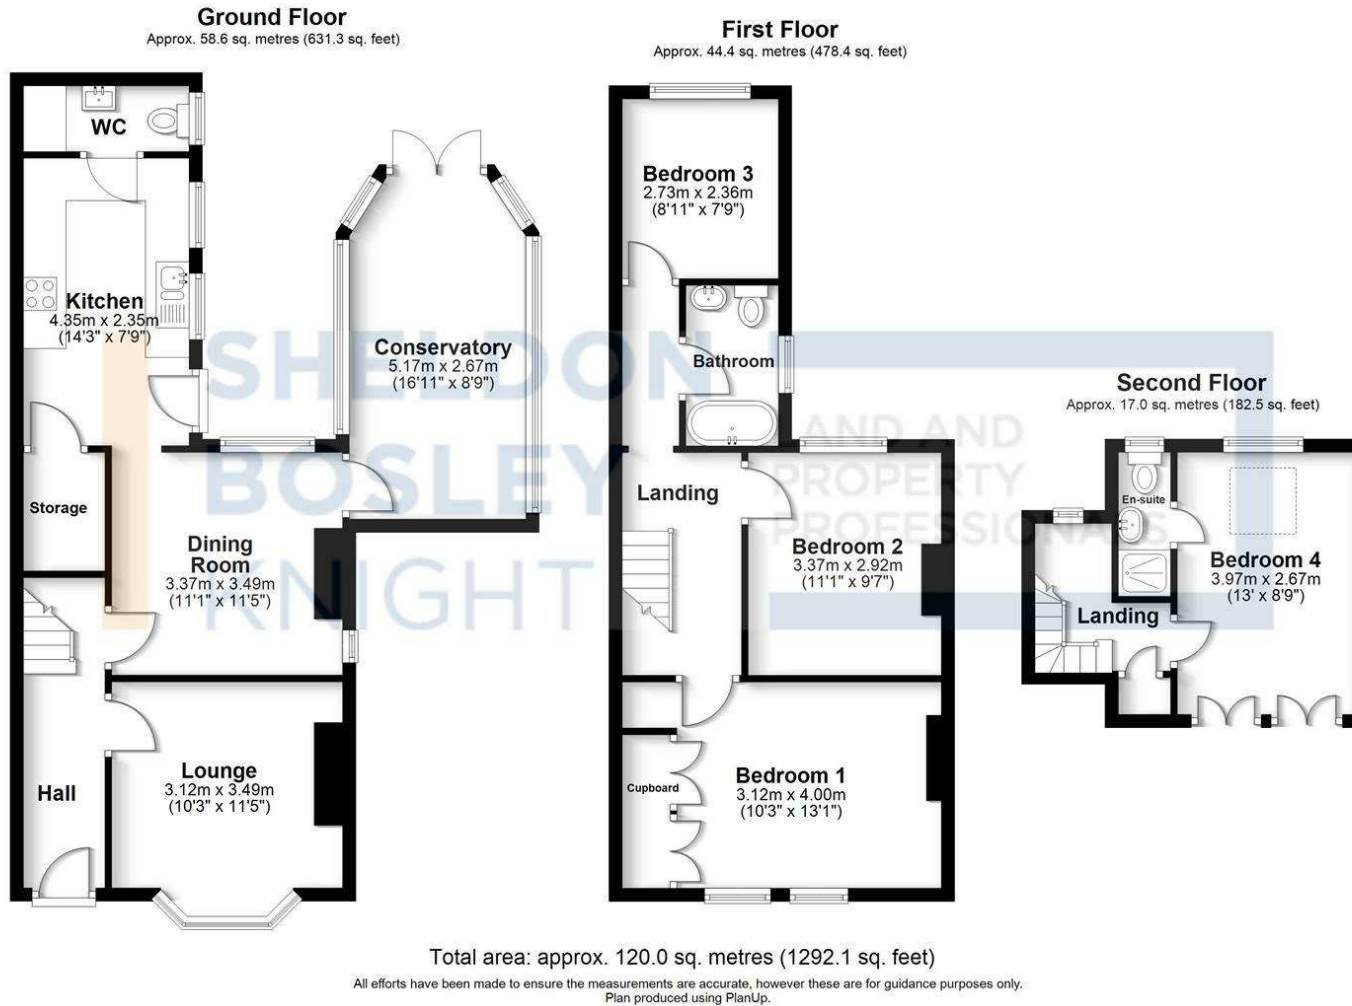 Ground Floor
Approx. 58.6 sq. metres (631.3 sq. feet)
WC
Kitchen
4.35m x 2.35m
(14'3" x 7'9")
Conservatory
5.17m x 2.67m
(16'11" x 8'9")
Storage
Dining
Room
3.37m x 3.49m
(11'1" x 11'5")
Lounge
3.12m x 3.49m
(10'3" x 11'5")
Hall
First Floor
Approx. 44.4 sq. metres (478.4 sq. feet)
Bedroom 3
2.73m x 2.36m
(8'11" x 7'9")
Bathroom
Landing
Bedroom 2
3.37m x 2.92m
(11'1" x 9'7")
Cupboard
Bedroom 1
3.12m x 4.00m
(10'3" x 13'1")
Second Floor
Approx. 17.0 sq. metres (182.5 sq. feet)
En-suite
Bedroom 4
3.97m x 2.67m
(13' x 8'9")
Landing
SHELDON
BOSLEY
KNIGHT
LAND AND
PROPERTY
PROFESSIONALS
Total area: approx. 120.0 sq. metres (1292.1 sq. feet)
All efforts have been made to ensure the measurements are accurate, however these are for guidance purposes only.
Plan produced using PlanUp.